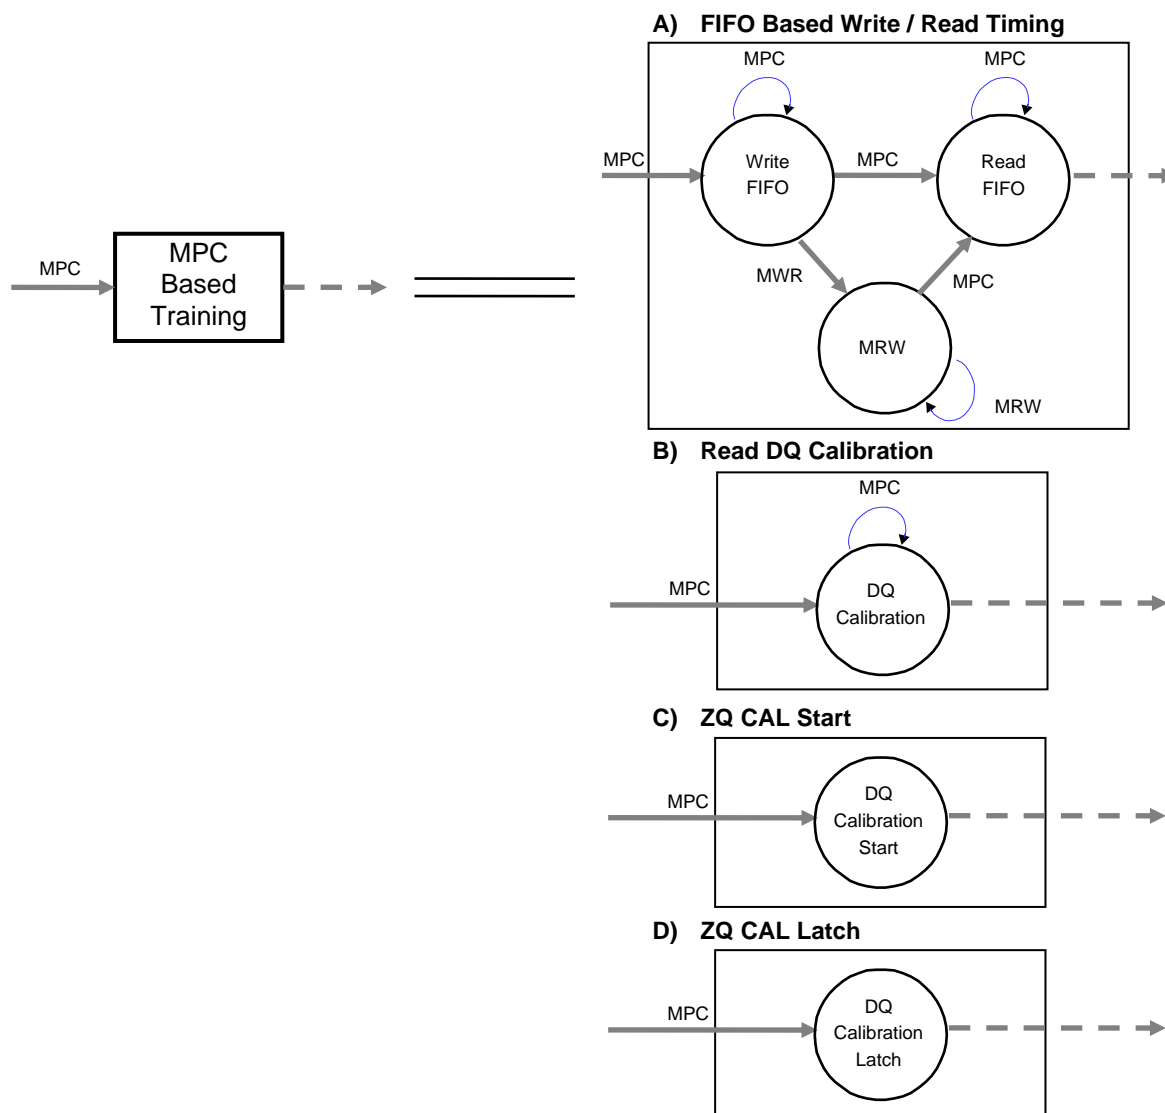 MPC
MPC
Based
Training
A) FIFO Based Write / Read Timing
MPC
MPC
MPC
Write
FIFO
MPC
Read
FIFO
MWR
MPC
MRW
MRW
B) Read DQ Calibration
MPC
MPC
DQ
Calibration
C) ZQ CAL Start
MPC
DQ
Calibration
Start
D) ZQ CAL Latch
MPC
DQ
Calibration
Latch